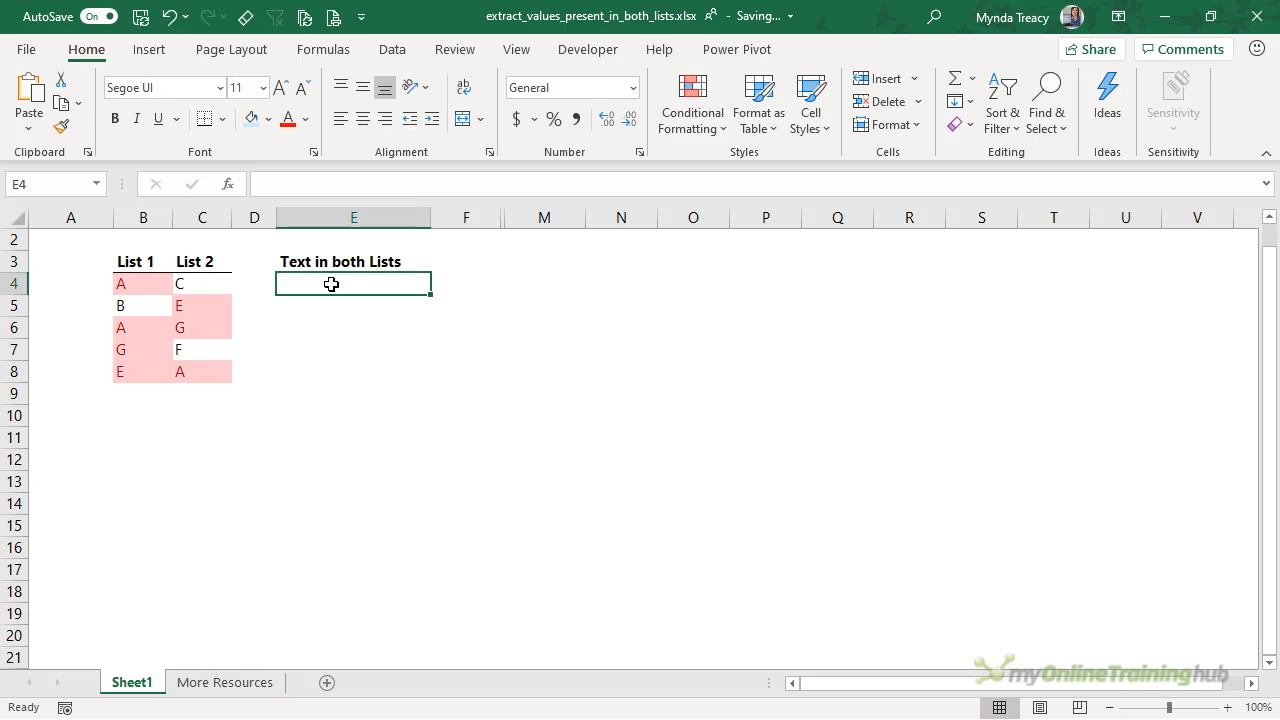 AutoSave On extract_values_present_in_both_lists.xlsx - Saving... Mynda Treacy
File Home Insert Page Layout Formulas Data Review View Developer Help Power Pivot Share Comments
Segoe UI 11 General Insert
Paste B I U $ % Conditional Formatting Format as Table Cell Styles Delete Sort & Filter Find & Select Ideas Sensitivity
Format
Clipboard Font Alignment Number Styles Cells Editing Ideas Sensitivity
E4 fx
A B C D E F M N O P Q R S T U V
2
3 List 1 List 2 Text in both Lists
4 A C
5 B E
6 A G
7 G F
8 E A
9
10
11
12
13
14
15
16
17
18
19
20
21
myOnlineTraininghub
Sheet1 More Resources
Ready 100%